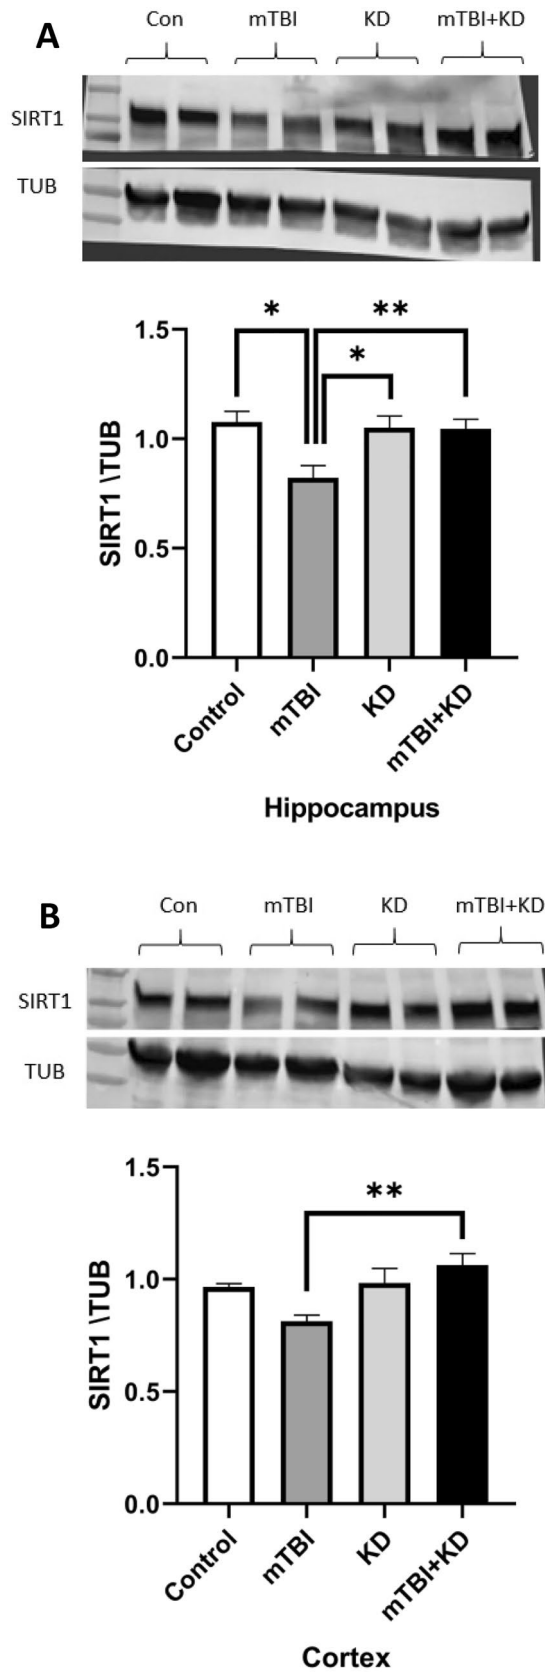 A
Con mTBI KD mTBI+KD
SIRT1
TUB
* **
*
1.5
1.0
0.5
0.0
SIRT1 \TUB
Control mTBI KD mTBI+KD
Hippocampus
B
Con mTBI KD mTBI+KD
SIRT1
TUB
**
1.5
1.0
0.5
0.0
SIRT1 \TUB
Control mTBI KD mTBI+KD
Cortex